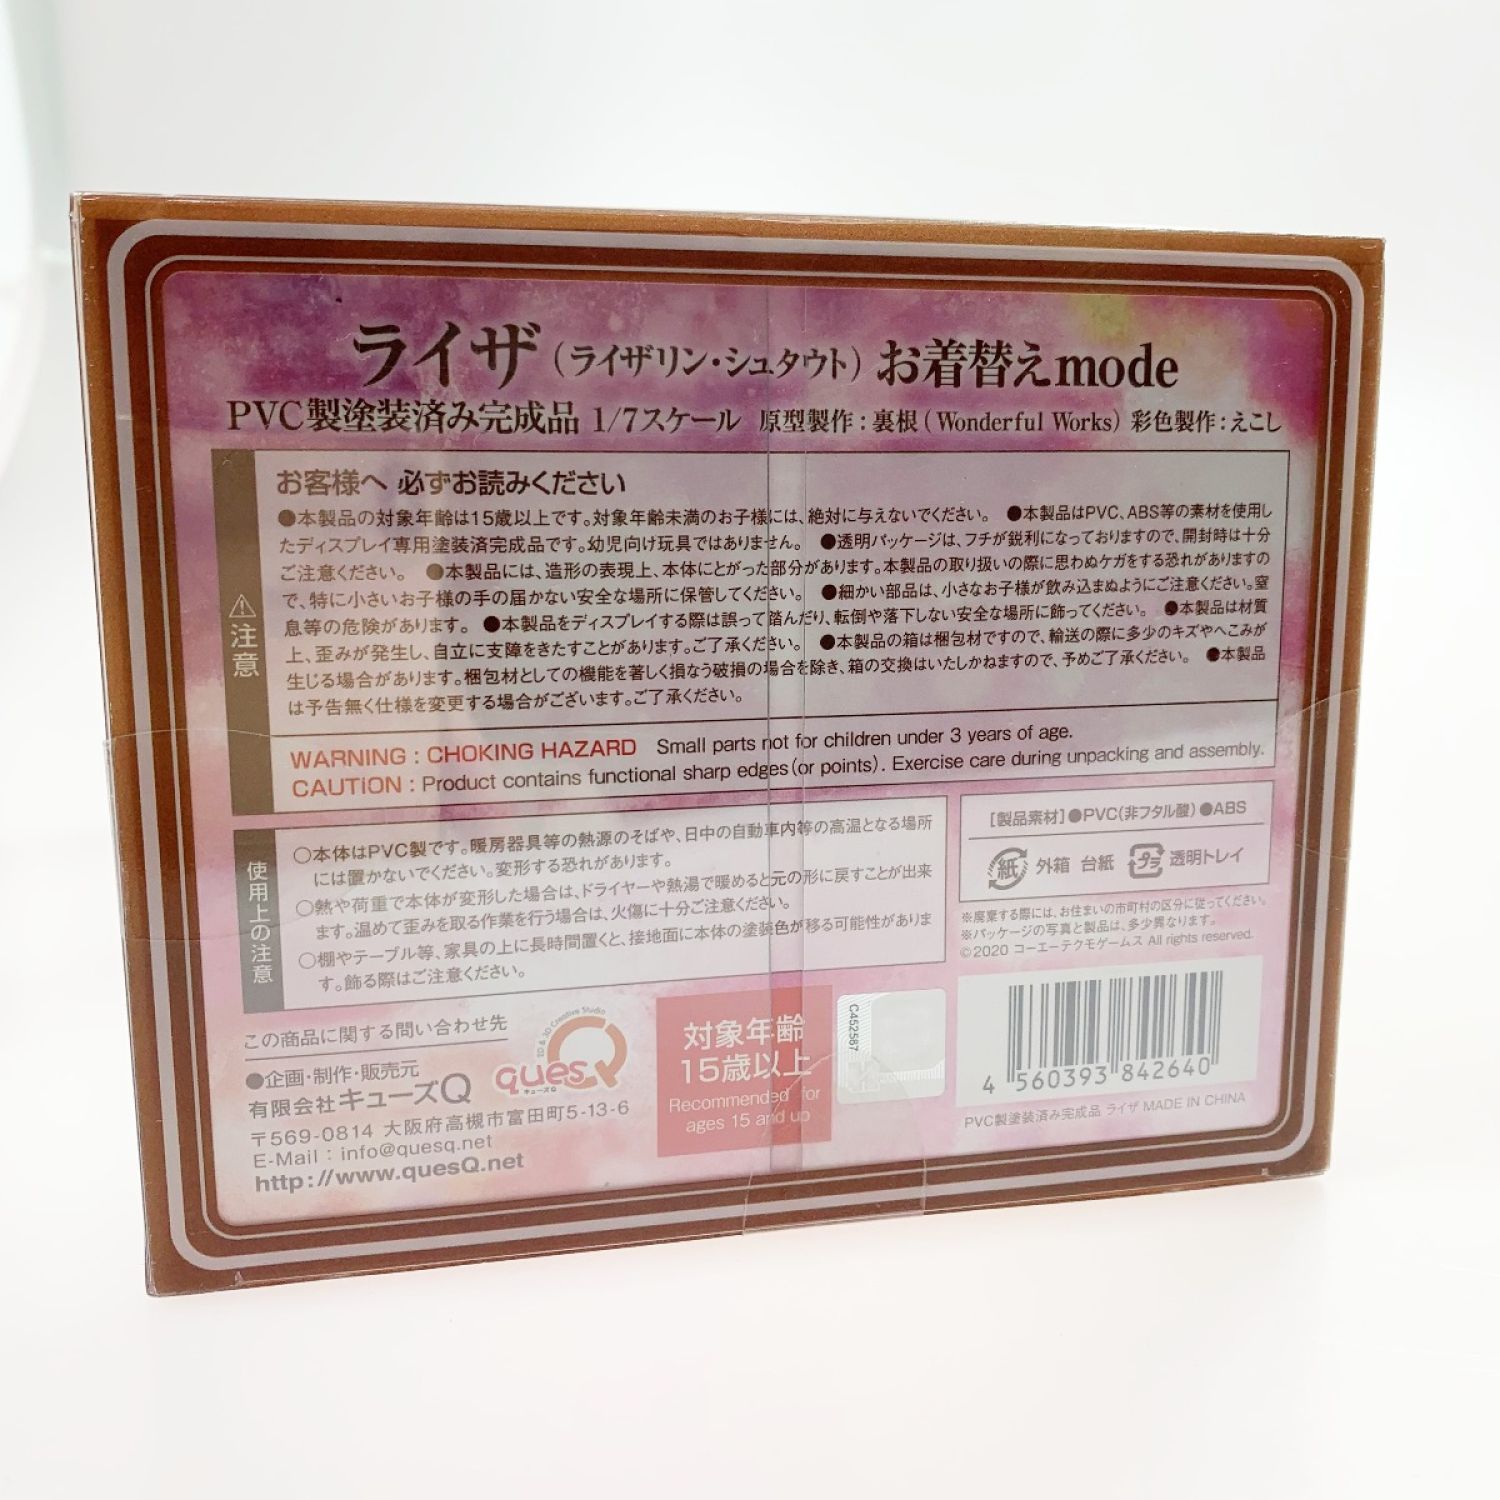 ライザ（ライザリン・シュタウト）お着替えmode
PVC製塗装済み完成品 1/7スケール 原型製作：裏根（Wonderful Works）彩色製作：えこし
⚠注意
お客様へ 必ずお読みください
●本製品の対象年齢は15歳以上です。対象年齢未満のお子様には、絶対に与えないでください。 ●本製品はPVC、ABS等の素材を使用し
たディスプレイ専用塗装済完成品です。幼児向け玩具ではありません。 ●透明パッケージは、フチが鋭利になっておりますので、開封時は十分
ご注意ください。 ●本製品には、造形の表現上、本体にとがった部分があります。本製品の取り扱いの際に思わぬケガをする恐れがありますの
で、特に小さいお子様の手の届かない安全な場所に保管してください。 ●細かい部品は、小さなお子様が飲み込まぬようにご注意ください。窒
息等の危険があります。 ●本製品をディスプレイする際は誤って踏んだり、転倒や落下しない安全な場所に飾ってください。 ●本製品は材質
上、歪みが発生し、自立に支障をきたすことがあります。ご了承ください。 ●本製品の箱は梱包材ですので、輸送の際に多少のキズやへこみが
生じる場合があります。梱包材としての機能を著しく損なう破損の場合を除き、箱の交換はいたしかねますので、予めご了承ください。 ●本製品
は予告無く仕様を変更する場合がございます。ご了承ください。
WARNING : CHOKING HAZARD Small parts not for children under 3 years of age.
CAUTION : Product contains functional sharp edges(or points). Exercise care during unpacking and assembly.
使用上の注意
○本体はPVC製です。暖房器具等の熱源のそばや、日中の自動車内等の高温となる場所
には置かないでください。変形する恐れがあります。
○熱や荷重で本体が変形した場合は、ドライヤーや熱湯で暖めると元の形に戻すことが出来
ます。温めて歪みを取る作業を行う場合は、火傷に十分ご注意ください。
○棚やテーブル等、家具の上に長時間置くと、接地面に本体の塗装色が移る可能性がありま
す。飾る際はご注意ください。
［製品素材］●PVC（非フタル酸）●ABS
紙 外箱 台紙 プラ 透明トレイ
※廃棄する際には、お住まいの市町村の区分に従ってください。
※パッケージの写真と製品は、多少異なります。
©2020 コーエーテクモゲームス All rights reserved.
この商品に関する問い合わせ先
●企画・制作・販売元
有限会社キューズQ
〒569-0814 大阪府高槻市富田町5-13-6
E-Mail : info@quesq.net
http://www.quesQ.net
2D & 3D Creative Studio
quesQ
キューズQ
対象年齢
15歳以上
Recommended for
ages 15 and up
C452587
4 560393 842640
PVC製塗装済み完成品 ライザ MADE IN CHINA